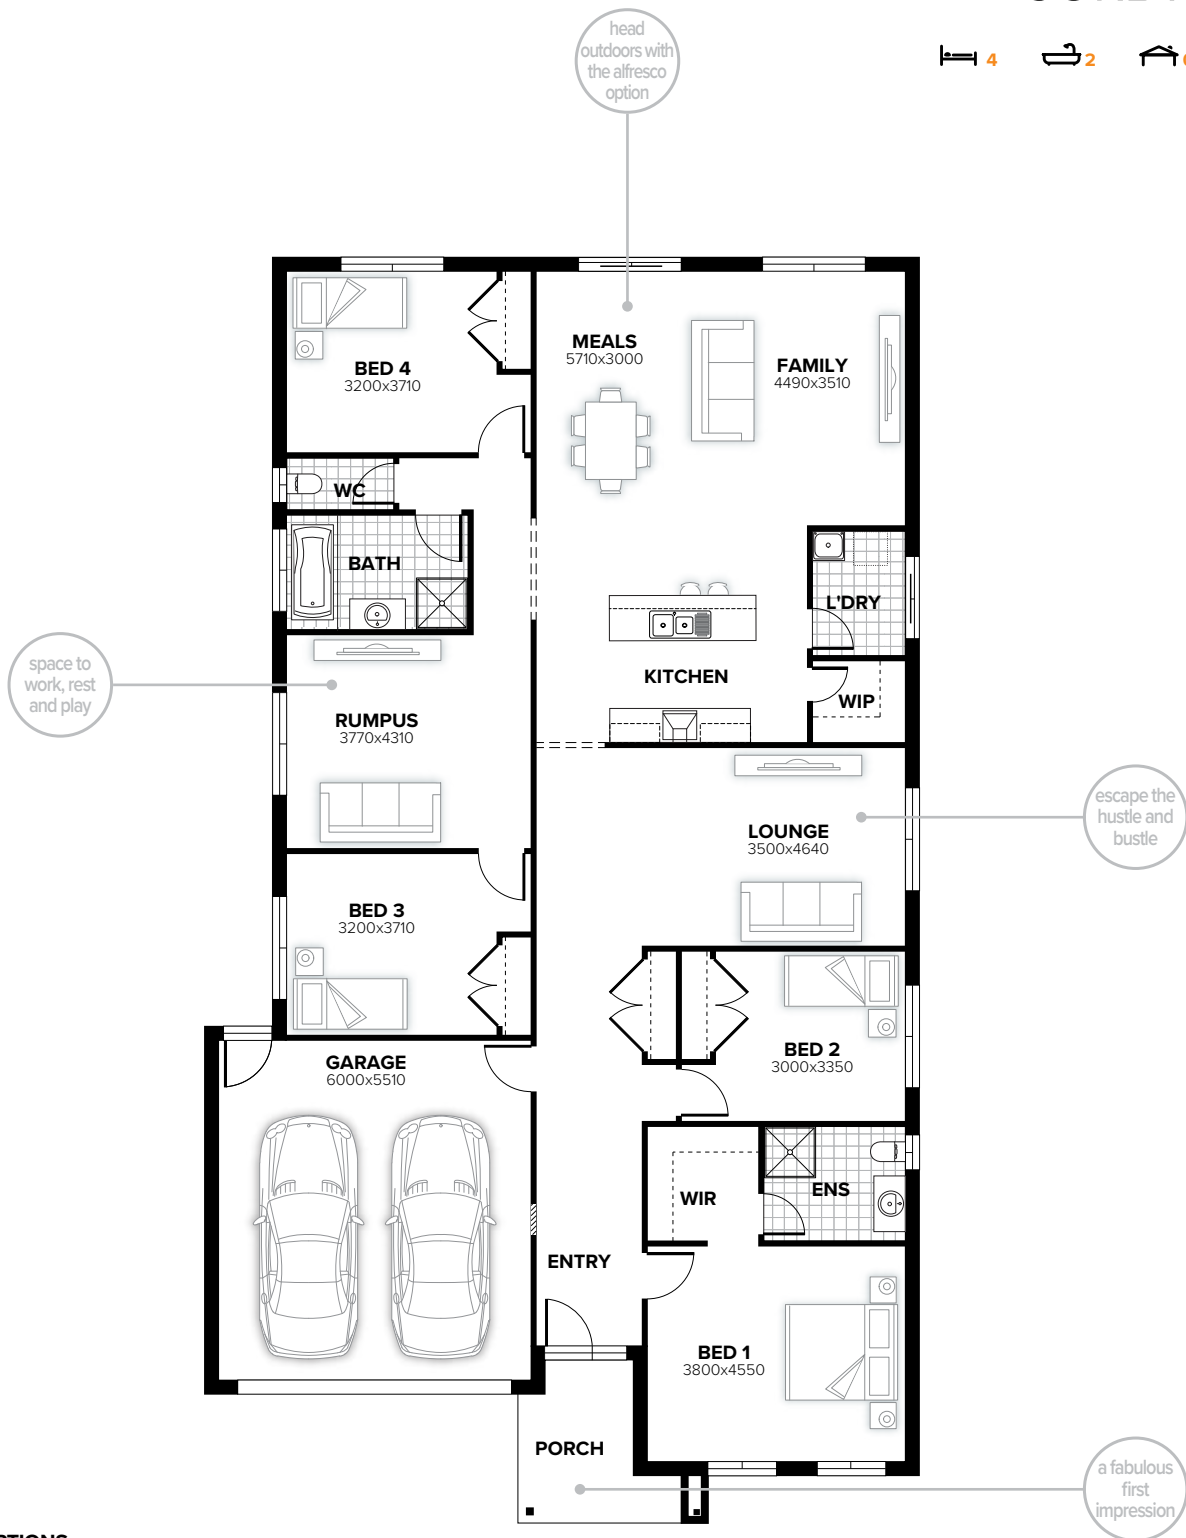 4
2
head
outdoors with
the alfresco
option
MEALS
5710x3000
FAMILY
4490x3510
BED 4
3200x3710
WC
BATH
L'DRY
KITCHEN
WIP
space to
work, rest
and play
RUMPUS
3770x4310
LOUNGE
3500x4640
escape the
hustle and
bustle
BED 3
3200x3710
BED 2
3000x3350
GARAGE
6000x5510
WIR
ENS
ENTRY
BED 1
3800x4550
PORCH
a fabulous
first
impression